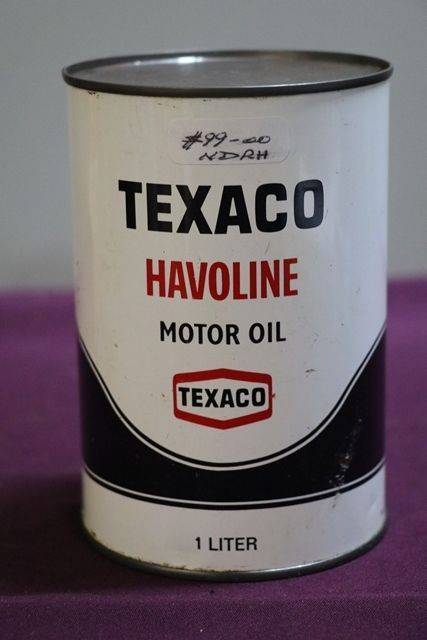 #99-00
NDRH
TEXACO
HAVOLINE
MOTOR OIL
TEXACO
1 LITER